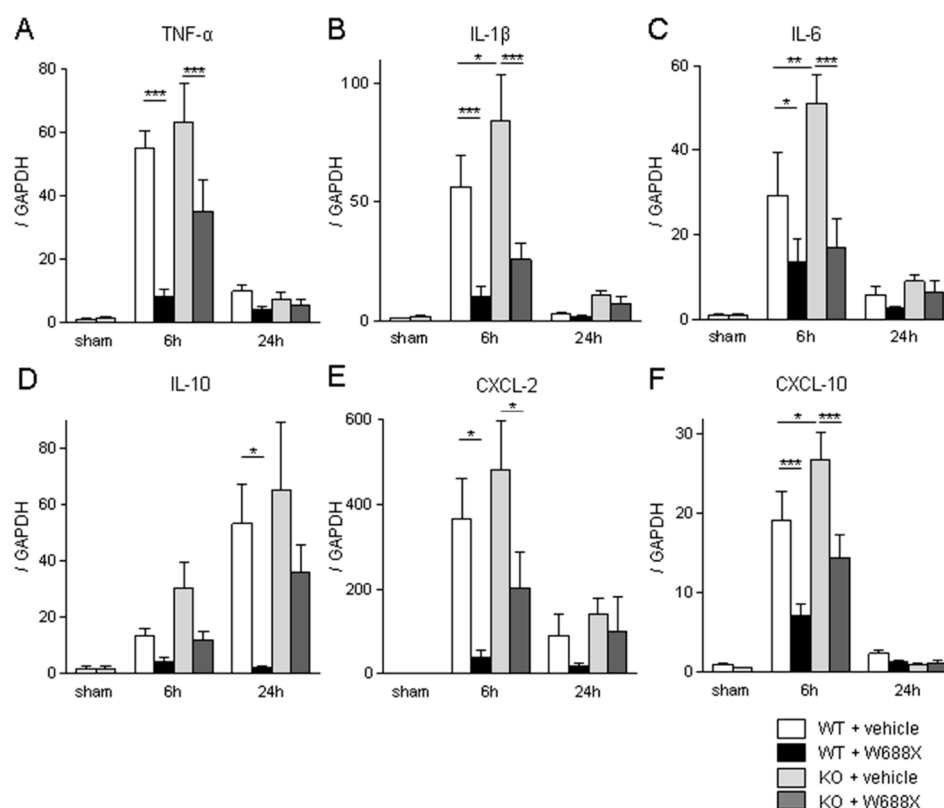 A
TNF-α
80
60
40
20
0
/ GAPDH
***
***
sham
6h
24h
B
IL-1β
100
50
0
/ GAPDH
*
***
***
sham
6h
24h
C
IL-6
60
40
20
0
/ GAPDH
**
***
*
sham
6h
24h
D
IL-10
80
60
40
20
0
/ GAPDH
*
sham
6h
24h
E
CXCL-2
600
400
200
0
/ GAPDH
*
*
sham
6h
24h
F
CXCL-10
30
20
10
0
/ GAPDH
*
***
***
sham
6h
24h
WT + vehicle
WT + W688X
KO + vehicle
KO + W688X